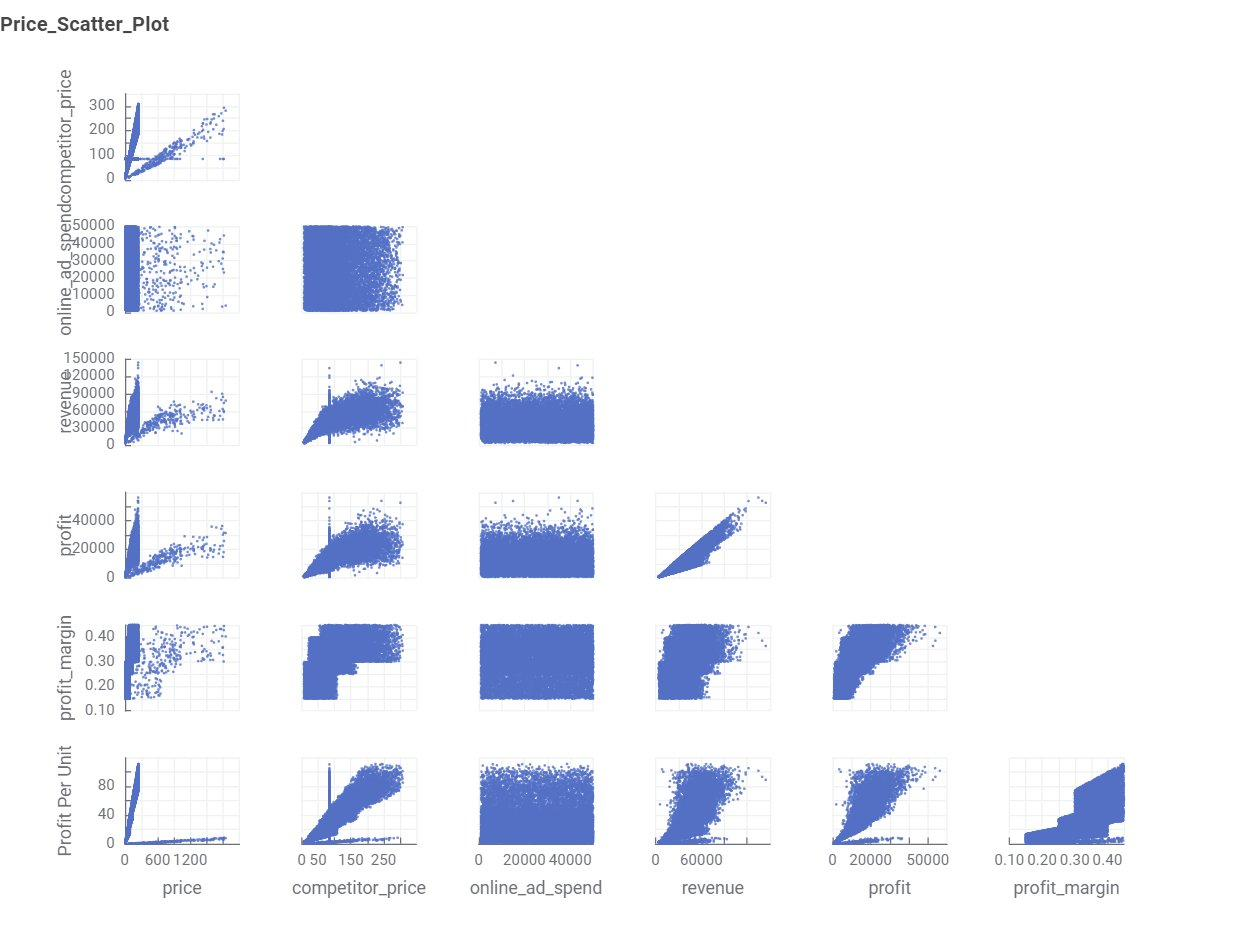 Price_Scatter_Plot
competitor_price
300
200
100
0
online_ad_spend
50000
40000
30000
20000
10000
0
revenue
150000
120000
90000
60000
30000
0
profit
40000
20000
0
profit_margin
0.40
0.30
0.20
0.10
Profit Per Unit
80
40
0
0 600 1200
0 50 150 250
0 20000 40000
0 60000
0 20000 50000
0.10 0.20 0.30 0.40
price competitor_price online_ad_spend revenue profit profit_margin